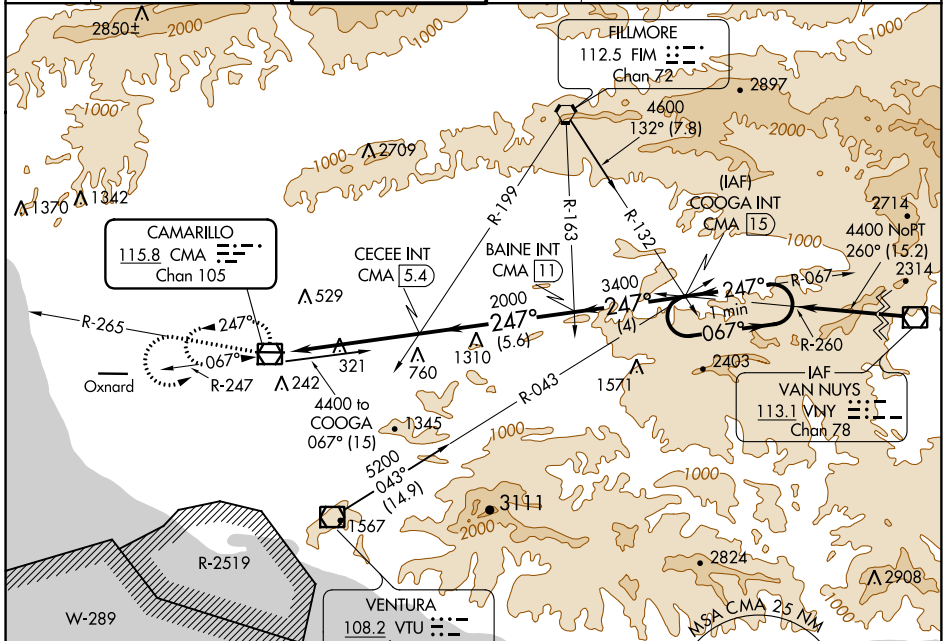 2850±
2000
1000
1000
FILLMORE
112.5 FIM
Chan 72
2897
4600
132° (7.8)
2000
1000
2709
1370
1342
1000
R-199
R-163
R-132
(IAF)
COOGA INT
CMA 15
2714
4400 NoPT
260° (15.2)
2314
1000
CAMARILLO
115.8 CMA
Chan 105
CECEE INT
CMA 5.4
BAINE INT
CMA 11
529
3400
247°
(4)
247°
R-067
1 min
067°
R-260
2000
247°
(5.6)
R-265
247°
067°
R-247
Oxnard
321
242
760
1310
1571
2403
R-043
4400 to
COOGA
067° (15)
1345
1000
IAF
VAN NUYS
113.1 VNY
Chan 78
5200
043°
(14.9)
1567
3111
2000
1000
1000
R-2519
W-289
2824
2908
VENTURA
108.2 VTU
MSA CMA 25 NM